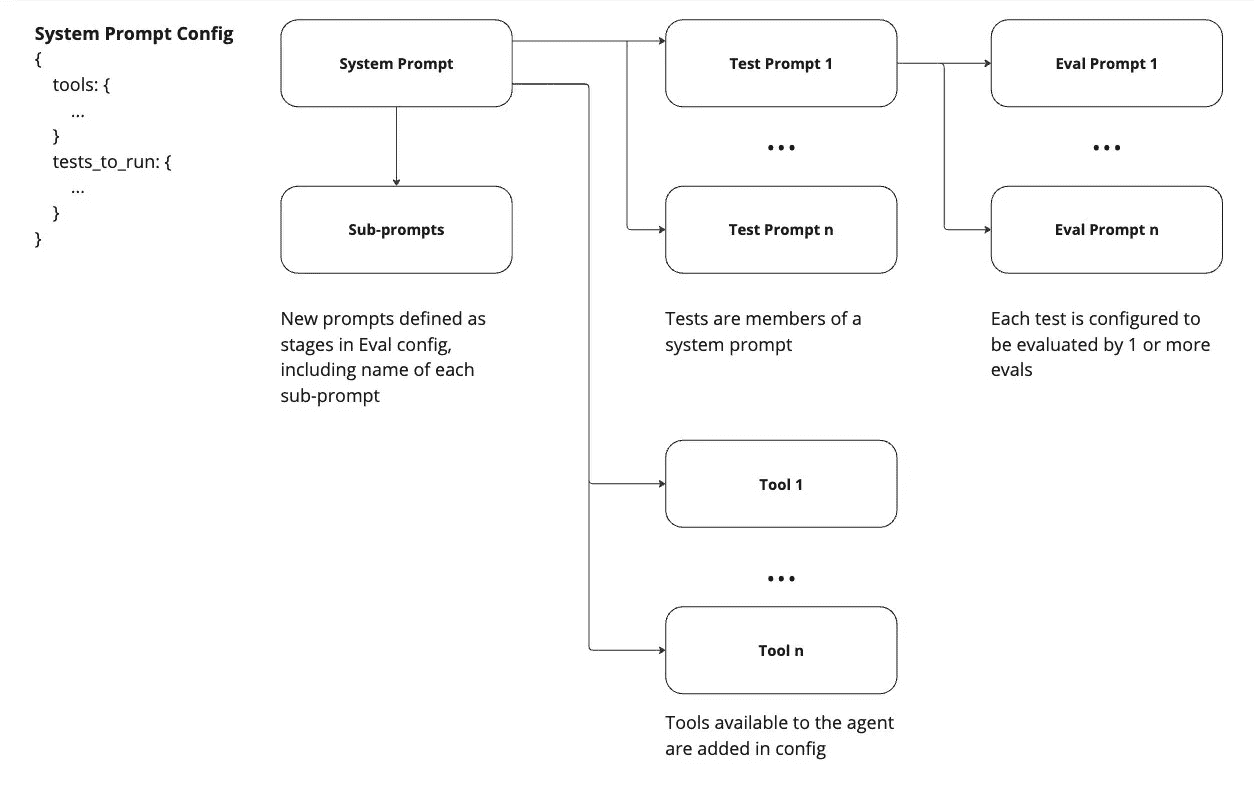 System Prompt Config
{
tools: {
...
}
tests_to_run: {
...
}
}
System Prompt
Test Prompt 1
Eval Prompt 1
...
...
Sub-prompts
Test Prompt n
Eval Prompt n
New prompts defined as
stages in Eval config,
including name of each
sub-prompt
Tests are members of a
system prompt
Each test is configured to
be evaluated by 1 or more
evals
Tool 1
...
Tool n
Tools available to the agent
are added in config